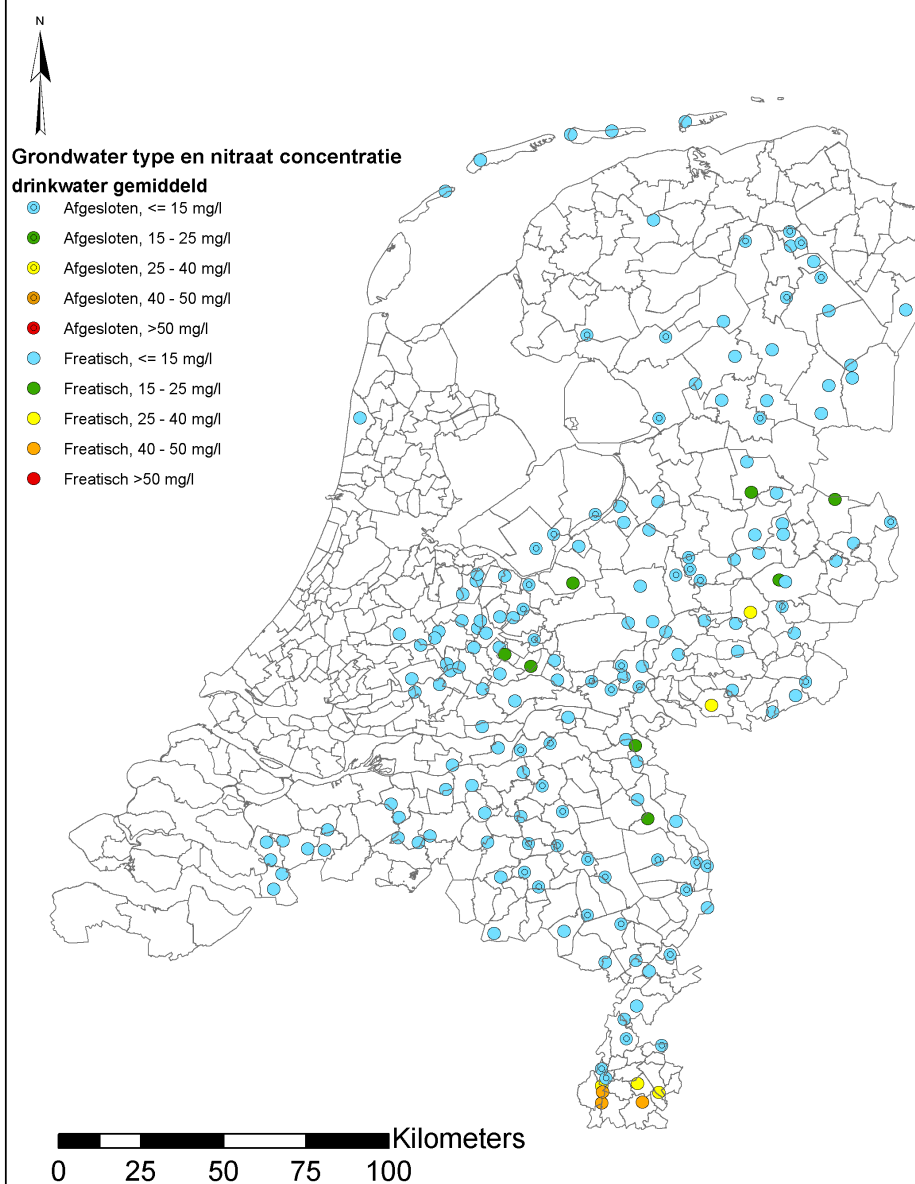 N
Grondwater type en nitraat concentratie
drinkwater gemiddeld
Afgesloten, <= 15 mg/l
Afgesloten, 15 - 25 mg/l
Afgesloten, 25 - 40 mg/l
Afgesloten, 40 - 50 mg/l
Afgesloten, >50 mg/l
Freatisch, <= 15 mg/l
Freatisch, 15 - 25 mg/l
Freatisch, 25 - 40 mg/l
Freatisch, 40 - 50 mg/l
Freatisch >50 mg/l
Kilometers
0 25 50 75 100